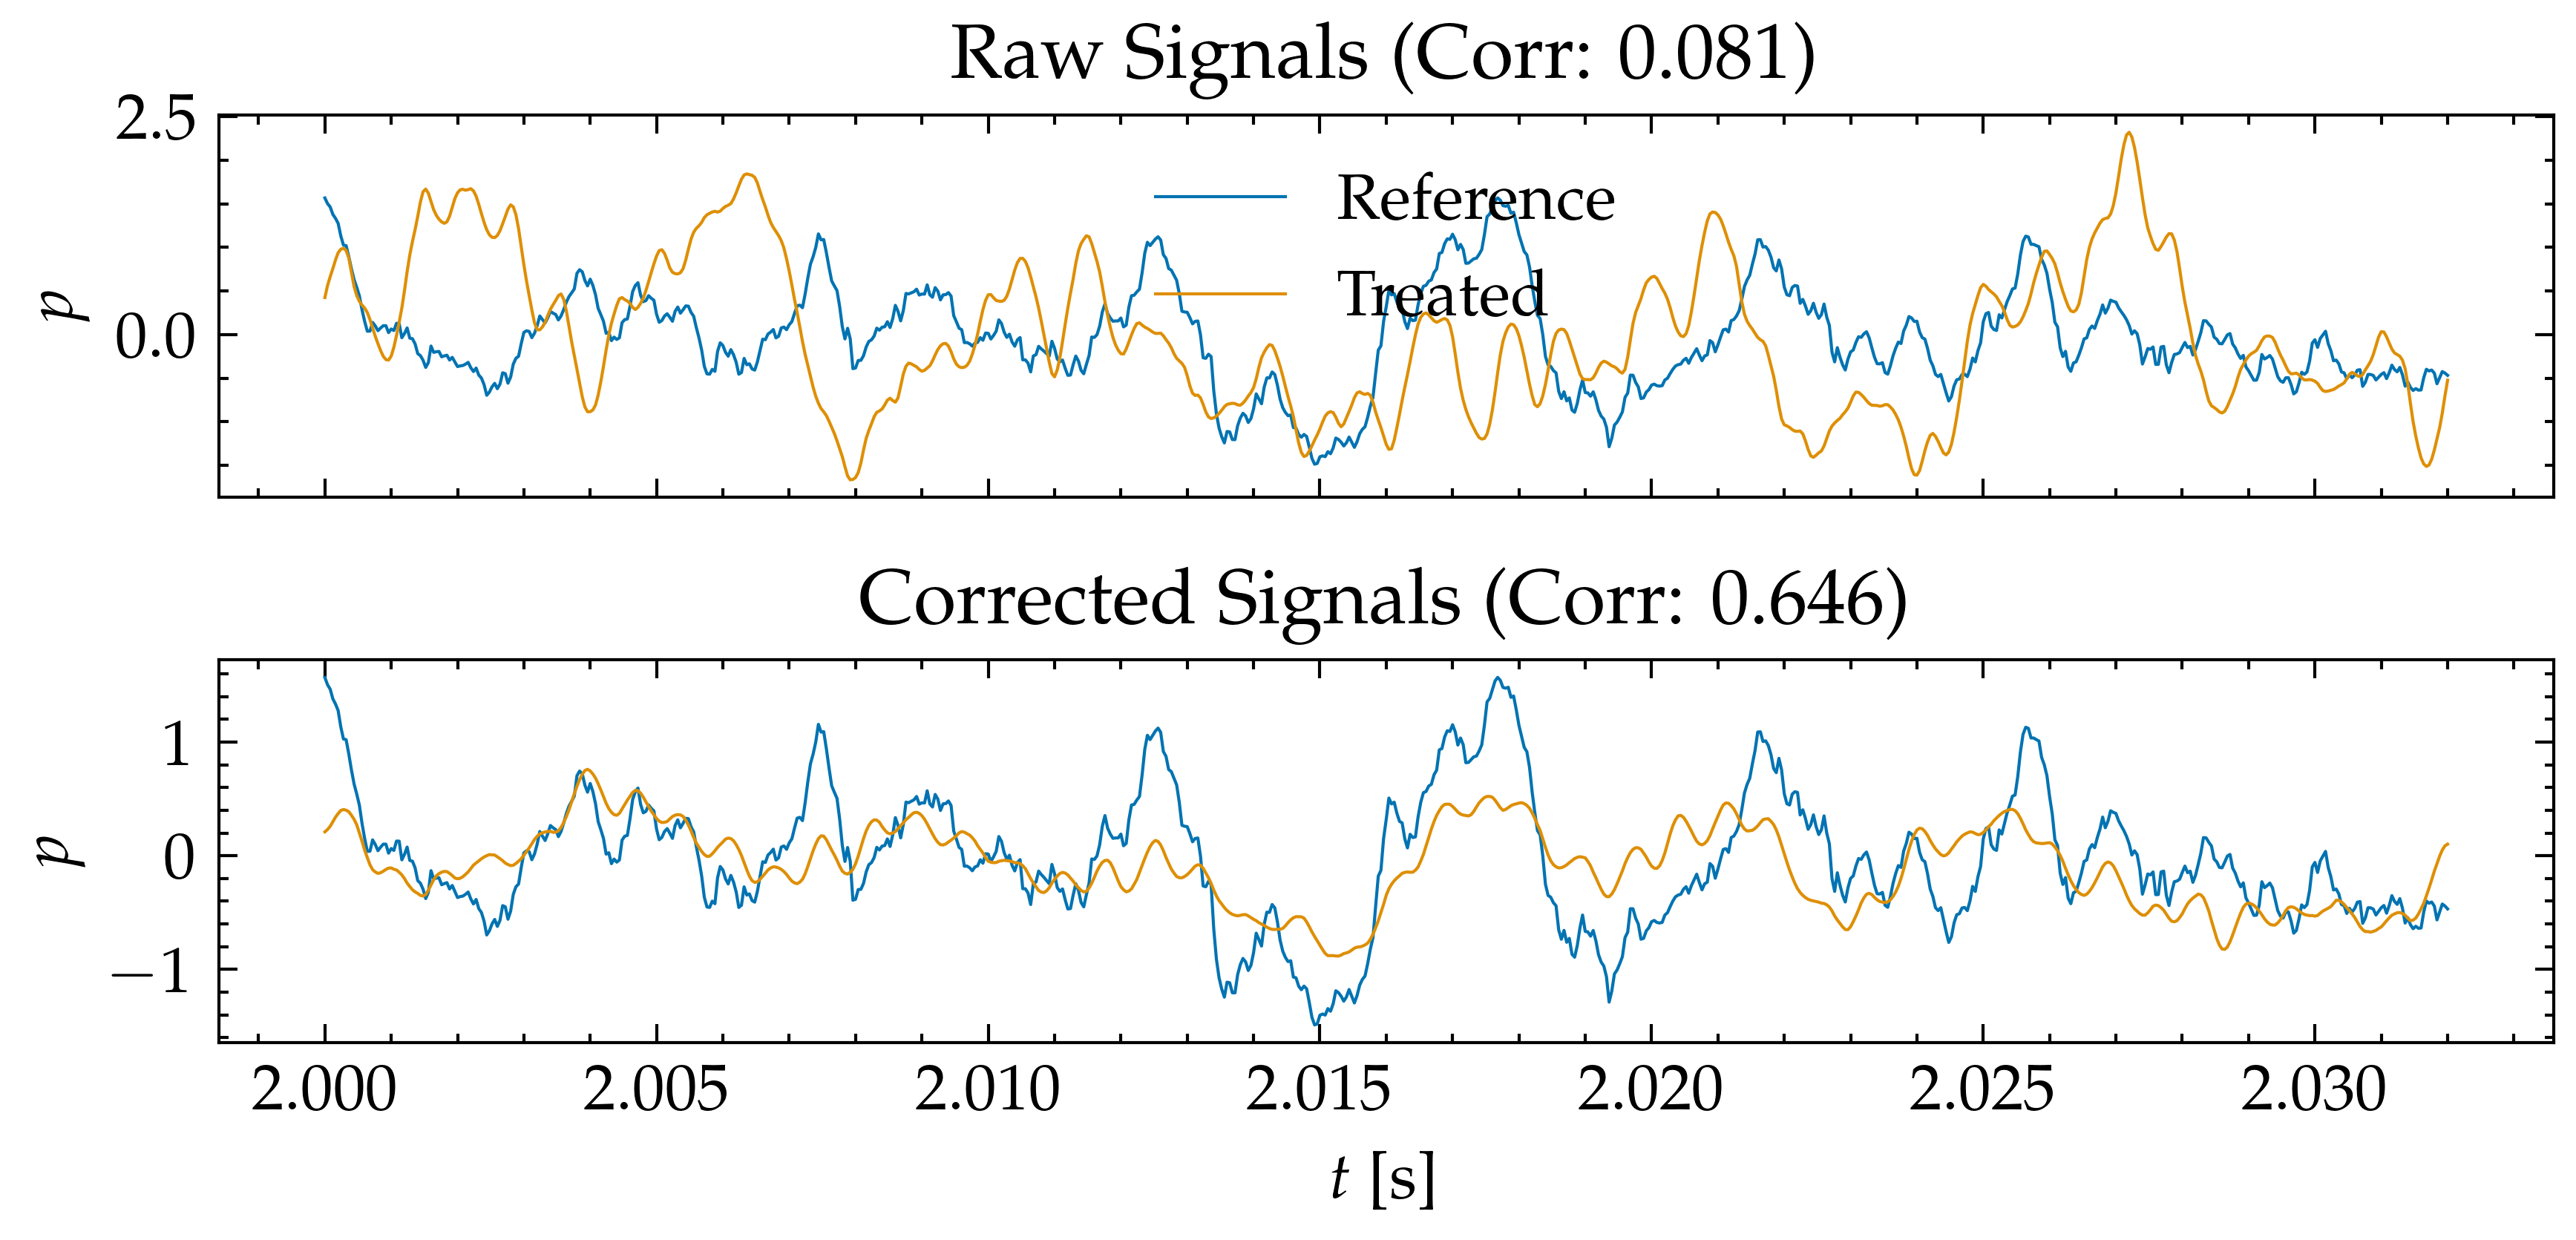 Raw Signals (Corr: 0.081)
2.5
0.0
p
Reference
Treated
Corrected Signals (Corr: 0.646)
1
0
−1
p
2.000 2.005 2.010 2.015 2.020 2.025 2.030
t [s]